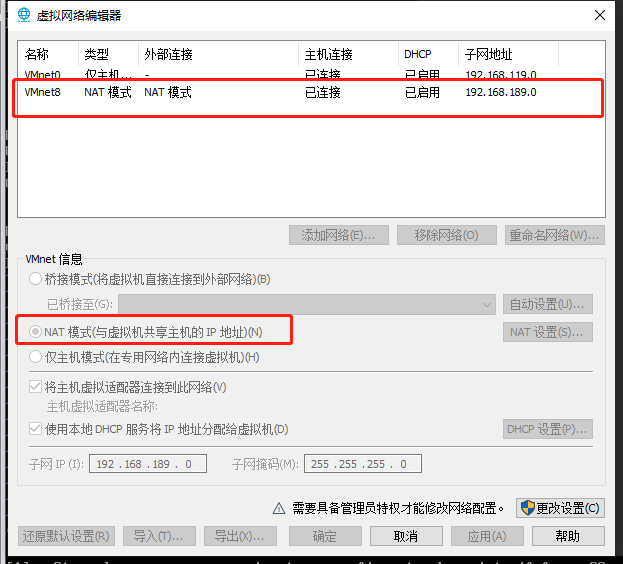 虚拟网络编辑器
名称 类型 外部连接 主机连接 DHCP 子网地址
VMnet0 仅主机... - 已连接 已启用 192.168.119.0
VMnet8 NAT 模式 NAT 模式 已连接 已启用 192.168.189.0
添加网络(E)... 移除网络(O) 重命名网络(W)...
VMnet 信息
桥接模式(将虚拟机直接连接到外部网络)(B)
已桥接至(G): 自动设置(U)...
NAT 模式(与虚拟机共享主机的 IP 地址)(N) NAT 设置(S)...
仅主机模式(在专用网络内连接虚拟机)(H)
将主机虚拟适配器连接到此网络(V)
主机虚拟适配器名称:
使用本地 DHCP 服务将 IP 地址分配给虚拟机(D) DHCP 设置(P)...
子网 IP (I): 192 .168 .189 . 0 子网掩码(M): 255 .255 .255 . 0
需要具备管理员特权才能修改网络配置。 更改设置(C)
还原默认设置(R) 导入(T)... 导出(X)... 确定 取消 应用(A) 帮助